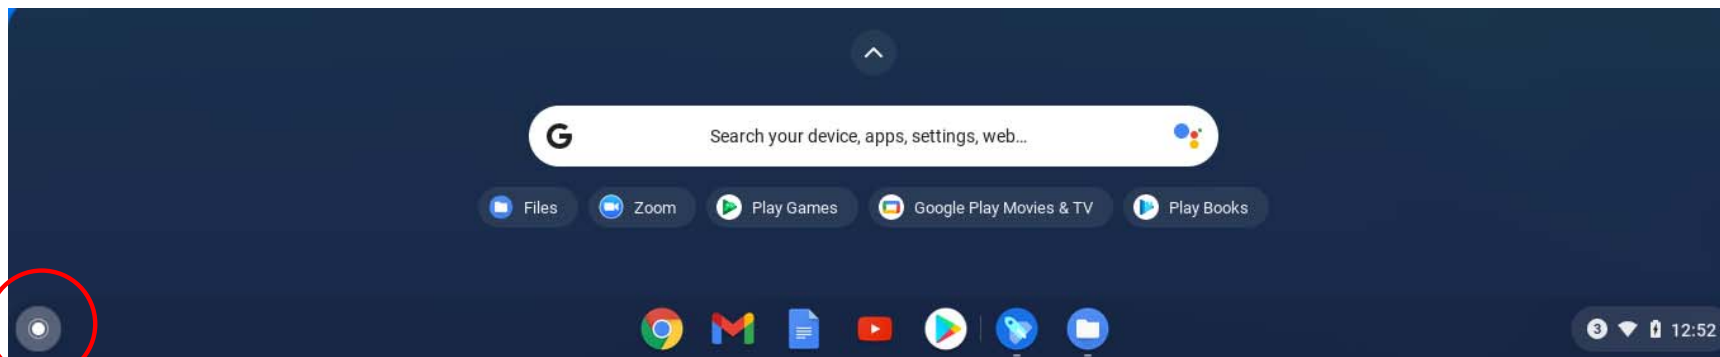 G
Search your device, apps, settings, web...
Files Zoom Play Games Google Play Movies & TV Play Books
3 12:52